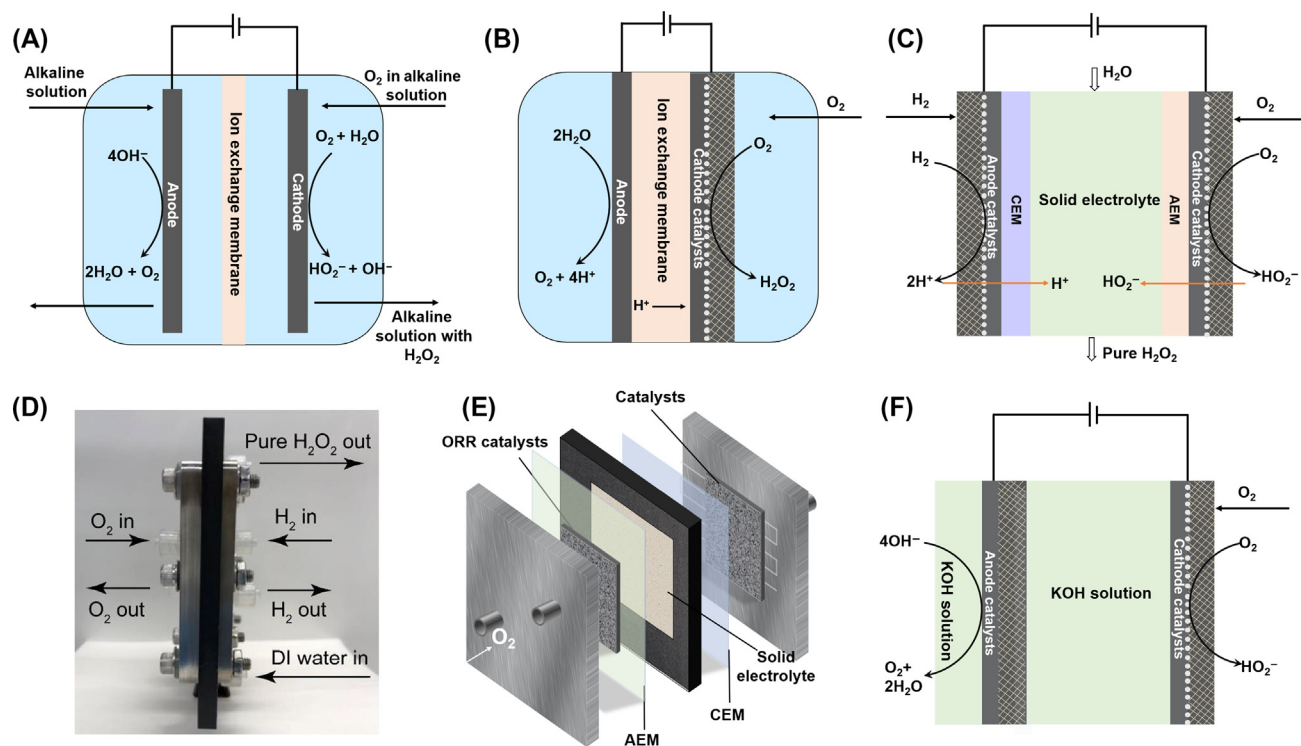 (A)
Alkaline
solution
O₂ in alkaline
solution
4OH⁻
Anode
2H₂O + O₂
Ion exchange membrane
Cathode
O₂ + H₂O
HO₂⁻ + OH⁻
Alkaline
solution with
H₂O₂
(B)
2H₂O
O₂ + 4H⁺
Anode
Ion exchange membrane
H⁺
Cathode catalysts
O₂
O₂
H₂O₂
(C)
H₂O
H₂
H₂
2H⁺
Anode catalysts
CEM
Solid electrolyte
H⁺
HO₂⁻
AEM
Cathode catalysts
O₂
O₂
HO₂⁻
Pure H₂O₂
(D)
Pure H₂O₂ out
O₂ in
H₂ in
O₂ out
H₂ out
DI water in
(E)
Catalysts
ORR catalysts
O₂
Solid
electrolyte
CEM
AEM
(F)
4OH⁻
KOH solution
O₂+
2H₂O
Anode catalysts
KOH solution
Cathode catalysts
O₂
O₂
HO₂⁻